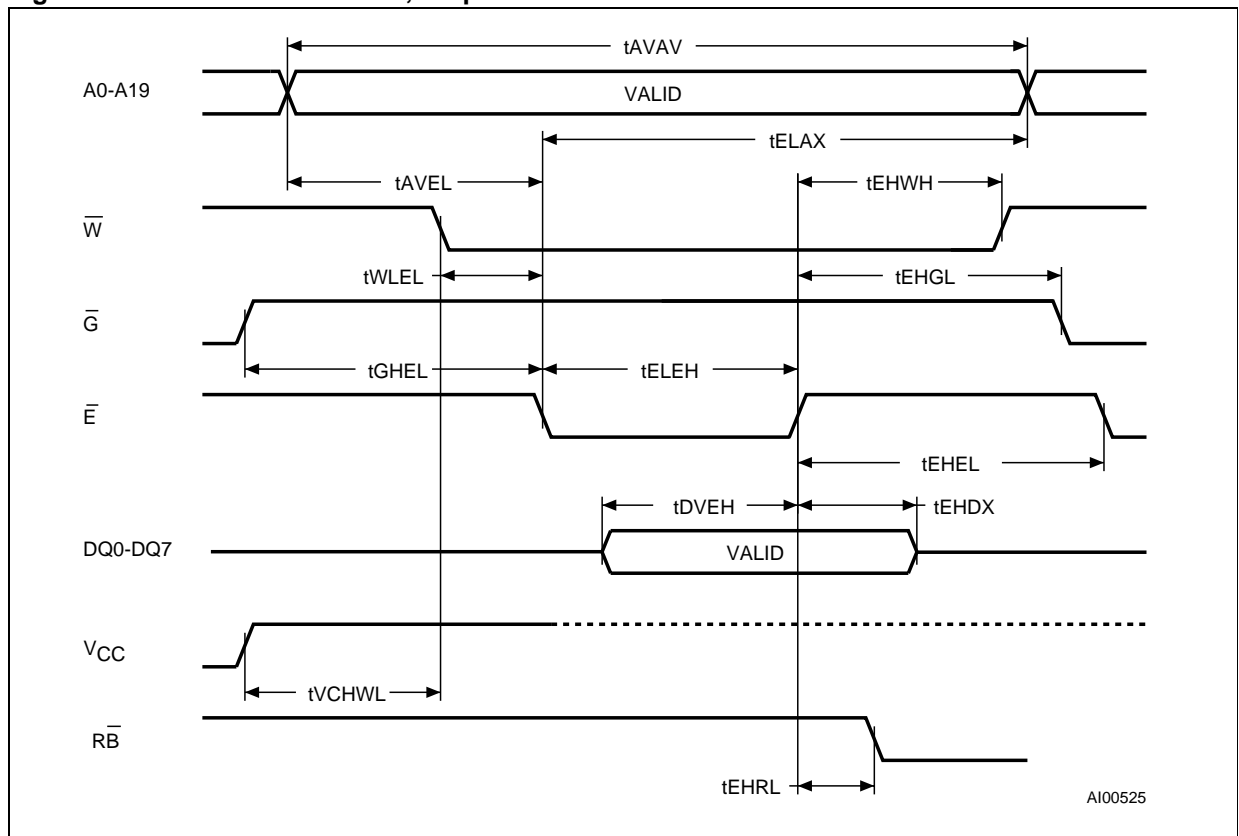 tAVAV
A0-A19
VALID
tELAX
tAVEL
tEHWH
W
tWLEL
tEHGL
G
tGHEL
tELEH
E
tEHEL
tDVEH
tEHDX
DQ0-DQ7
VALID
VCC
tVCHWL
RB
tEHRL
AI00525